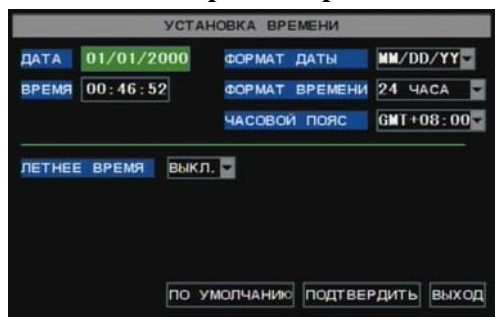 УСТАНОВКА ВРЕМЕНИ
ДАТА 01/01/2000 ФОРМАТ ДАТЫ MM/DD/YY
ВРЕМЯ 00:46:52 ФОРМАТ ВРЕМЕНИ 24 ЧАСА
ЧАСОВОЙ ПОЯС GMT+08:00
ЛЕТНЕЕ ВРЕМЯ ВЫКЛ.
ПО УМОЛЧАНИЮ ПОДТВЕРДИТЬ ВЫХОД